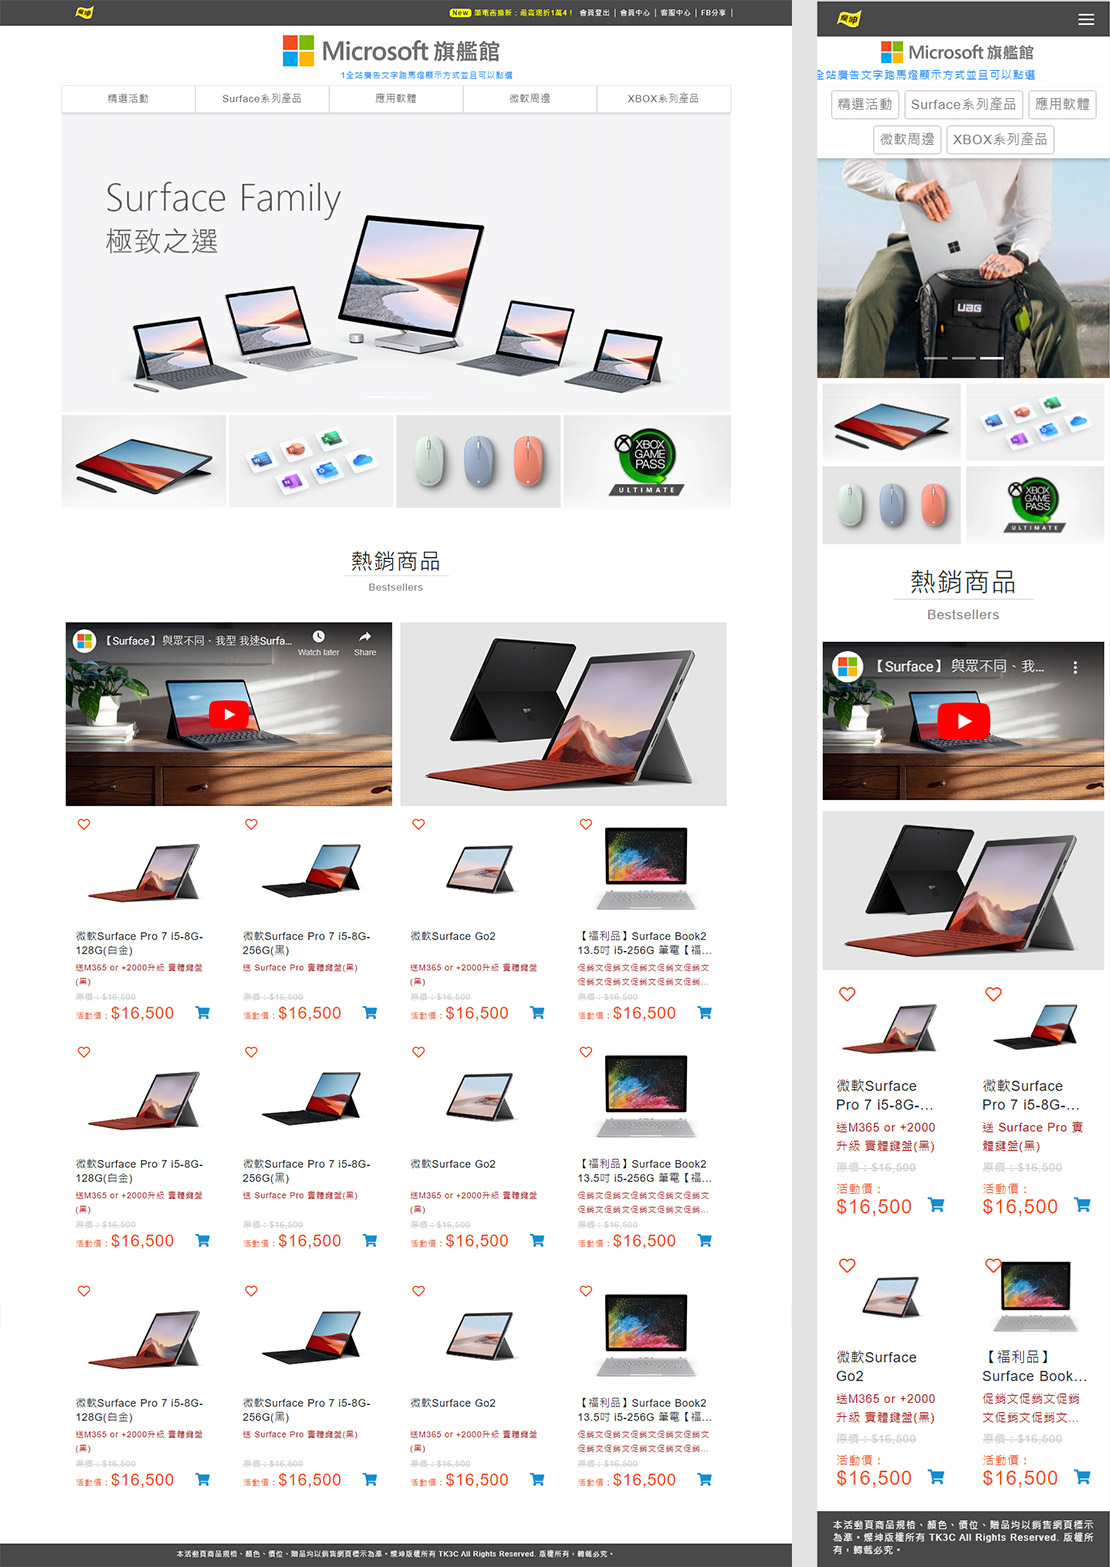 燦坤
New 筆電舊換新：最高現折1萬4！ 會員登出 | 會員中心 | 客服中心 | FB分享 |
Microsoft 旗艦館
1全站廣告文字跑馬燈顯示方式並且可以點選
精選活動 Surface系列產品 應用軟體 微軟周邊 XBOX系列產品
Surface Family
極致之選
XBOX
GAME
PASS
ULTIMATE
熱銷商品
Bestsellers
【Surface】 與眾不同、我型 我速Surfa...
Watch later Share
微軟Surface Pro 7 i5-8G-
128G(白金)
送M365 or +2000升級 實體鍵盤
(黑)
原價：$16,500
活動價：$16,500
微軟Surface Pro 7 i5-8G-
256G(黑)
送 Surface Pro 實體鍵盤(黑)
原價：$16,500
活動價：$16,500
微軟Surface Go2
送M365 or +2000升級 實體鍵盤
(黑)
原價：$16,500
活動價：$16,500
【福利品】Surface Book2
13.5吋 i5-256G 筆電【福...
促銷文促銷文促銷文促銷文促銷文
促銷文促銷文促銷文促銷文促銷...
原價：$16,500
活動價：$16,500
微軟Surface Pro 7 i5-8G-
128G(白金)
送M365 or +2000升級 實體鍵盤
(黑)
原價：$16,500
活動價：$16,500
微軟Surface Pro 7 i5-8G-
256G(黑)
送 Surface Pro 實體鍵盤(黑)
原價：$16,500
活動價：$16,500
微軟Surface Go2
送M365 or +2000升級 實體鍵盤
(黑)
原價：$16,500
活動價：$16,500
【福利品】Surface Book2
13.5吋 i5-256G 筆電【福...
促銷文促銷文促銷文促銷文促銷文
促銷文促銷文促銷文促銷文促銷...
原價：$16,500
活動價：$16,500
微軟Surface Pro 7 i5-8G-
128G(白金)
送M365 or +2000升級 實體鍵盤
(黑)
原價：$16,500
活動價：$16,500
微軟Surface Pro 7 i5-8G-
256G(黑)
送 Surface Pro 實體鍵盤(黑)
原價：$16,500
活動價：$16,500
微軟Surface Go2
送M365 or +2000升級 實體鍵盤
(黑)
原價：$16,500
活動價：$16,500
【福利品】Surface Book2
13.5吋 i5-256G 筆電【福...
促銷文促銷文促銷文促銷文促銷文
促銷文促銷文促銷文促銷文促銷...
原價：$16,500
活動價：$16,500
本活動頁商品規格、顏色、價位、贈品均以銷售網頁標示為準。燦坤版權所有 TK3C All Rights Reserved. 版權所有，轉載必究。
燦坤
Microsoft 旗艦館
全站廣告文字跑馬燈顯示方式並且可以點選
精選活動 Surface系列產品 應用軟體
微軟周邊 XBOX系列產品
UAG
XBOX
GAME
PASS
ULTIMATE
熱銷商品
Bestsellers
【Surface】 與眾不同、我...
微軟Surface
Pro 7 i5-8G-...
送M365 or +2000
升級 實體鍵盤(黑)
原價：$16,500
活動價：
$16,500
微軟Surface
Pro 7 i5-8G-...
送 Surface Pro 實
體鍵盤(黑)
原價：$16,500
活動價：
$16,500
微軟Surface
Go2
送M365 or +2000
升級 實體鍵盤(黑)
原價：$16,500
活動價：
$16,500
【福利品】
Surface Book...
促銷文促銷文促銷
文促銷文促銷文...
原價：$16,500
活動價：
$16,500
本活動頁商品規格、顏色、價位、贈品均以銷售網頁標示
為準。燦坤版權所有 TK3C All Rights Reserved. 版權所
有，轉載必究。